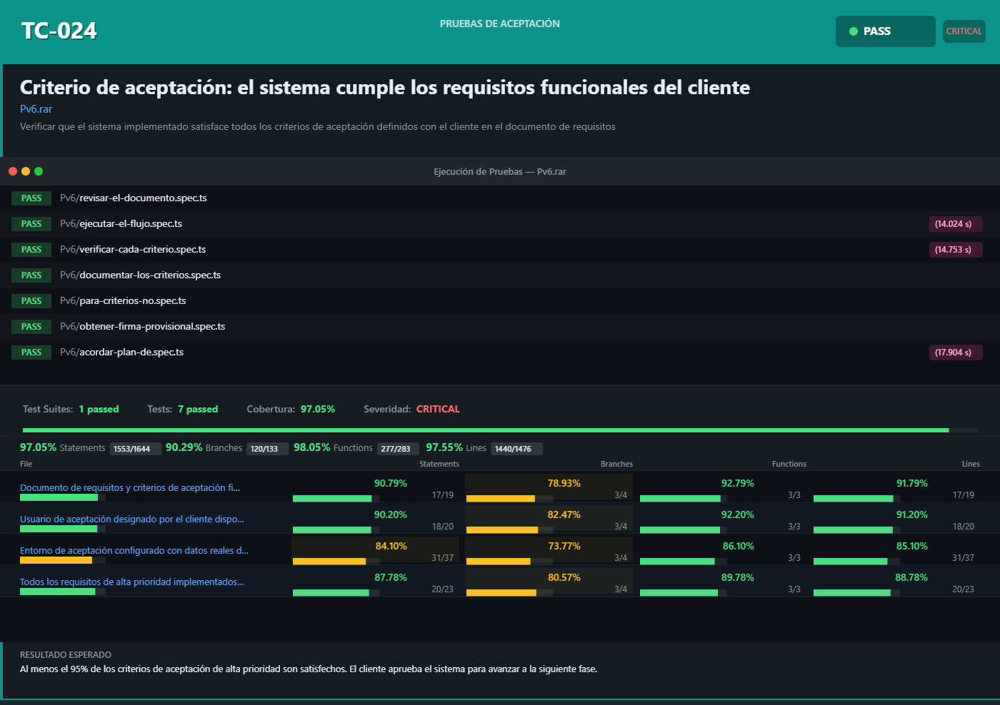 TC-024
PRUEBAS DE ACEPTACIÓN
PASS
CRITICAL
Criterio de aceptación: el sistema cumple los requisitos funcionales del cliente
Pv6.rar
Verificar que el sistema implementado satisface todos los criterios de aceptación definidos con el cliente en el documento de requisitos
Ejecución de Pruebas — Pv6.rar
PASS Pv6/revisar-el-documento.spec.ts
PASS Pv6/ejecutar-el-flujo.spec.ts (14.024 s)
PASS Pv6/verificar-cada-criterio.spec.ts (14.753 s)
PASS Pv6/documentar-los-criterios.spec.ts
PASS Pv6/para-criterios-no.spec.ts
PASS Pv6/obtener-firma-provisional.spec.ts
PASS Pv6/acordar-plan-de.spec.ts (17.904 s)
Test Suites: 1 passed Tests: 7 passed Cobertura: 97.05% Severidad: CRITICAL
97.05% Statements 1553/1644 90.29% Branches 120/133 98.05% Functions 277/283 97.55% Lines 1440/1476
File Statements Branches Functions Lines
Documento de requisitos y criterios de aceptación fi... 90.79% 17/19 78.93% 3/4 92.79% 3/3 91.79% 17/19
Usuario de aceptación designado por el cliente dispo... 90.20% 18/20 82.47% 3/4 92.20% 3/3 91.20% 18/20
Entorno de aceptación configurado con datos reales d... 84.10% 31/37 73.77% 3/4 86.10% 3/3 85.10% 31/37
Todos los requisitos de alta prioridad implementados... 87.78% 20/23 80.57% 3/4 89.78% 3/3 88.78% 20/23
RESULTADO ESPERADO
Al menos el 95% de los criterios de aceptación de alta prioridad son satisfechos. El cliente aprueba el sistema para avanzar a la siguiente fase.